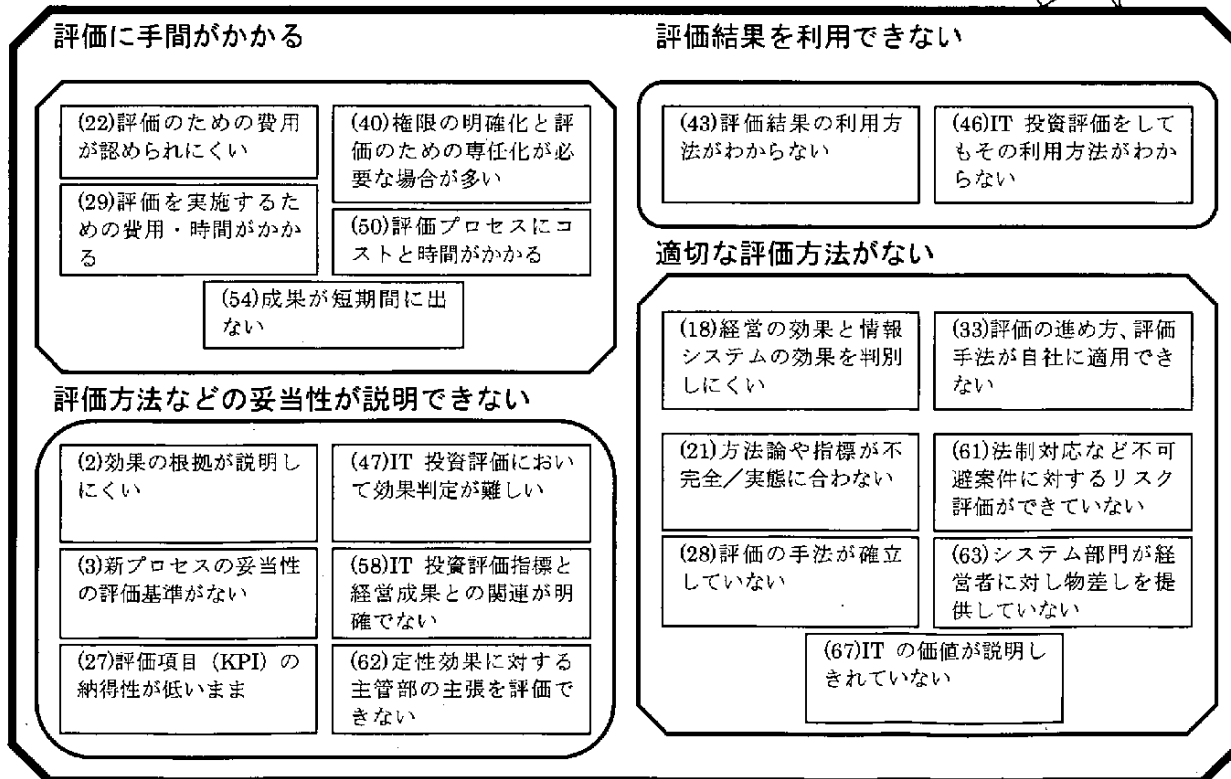 評価に手間がかかる
(22)評価のための費用
が認められにくい
(40)権限の明確化と評
価のための専任化が必
要な場合が多い
(29)評価を実施するた
めの費用・時間がかか
る
(50)評価プロセスにコ
ストと時間がかかる
(54)成果が短期間に出
ない
評価結果を利用できない
(43)評価結果の利用方
法がわからない
(46)IT 投資評価をして
もその利用方法がわか
らない
評価方法などの妥当性が説明できない
(2)効果の根拠が説明し
にくい
(47)IT 投資評価におい
て効果判定が難しい
(3)新プロセスの妥当性
の評価基準がない
(58)IT 投資評価指標と
経営成果との関連が明
確でない
(27)評価項目（KPI）の
納得性が低いまま
(62)定性効果に対する
主管部の主張を評価で
きない
適切な評価方法がない
(18)経営の効果と情報
システムの効果を判別
しにくい
(33)評価の進め方、評価
手法が自社に適用でき
ない
(21)方法論や指標が不
完全／実態に合わない
(61)法制対応など不可
避案件に対するリスク
評価ができていない
(28)評価の手法が確立
していない
(63)システム部門が経
営者に対し物差しを提
供していない
(67)IT の価値が説明し
きれていない